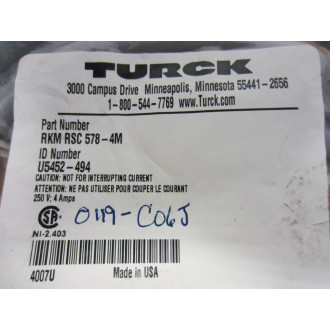 TURCK
3000 Campus Drive Minneapolis, Minnesota 55441-2656
1-800-544-7769 www.Turck.com
Part Number
RKM RSC 578-4M
ID Number
U5452-494
CAUTION: NOT FOR INTERRUPTING CURRENT
ATTENTION: NE PAS UTILISER POUR COUPER LE COURANT
250 V; 4 Amps
0119-C06J
NI-2.403
4007U Made in USA